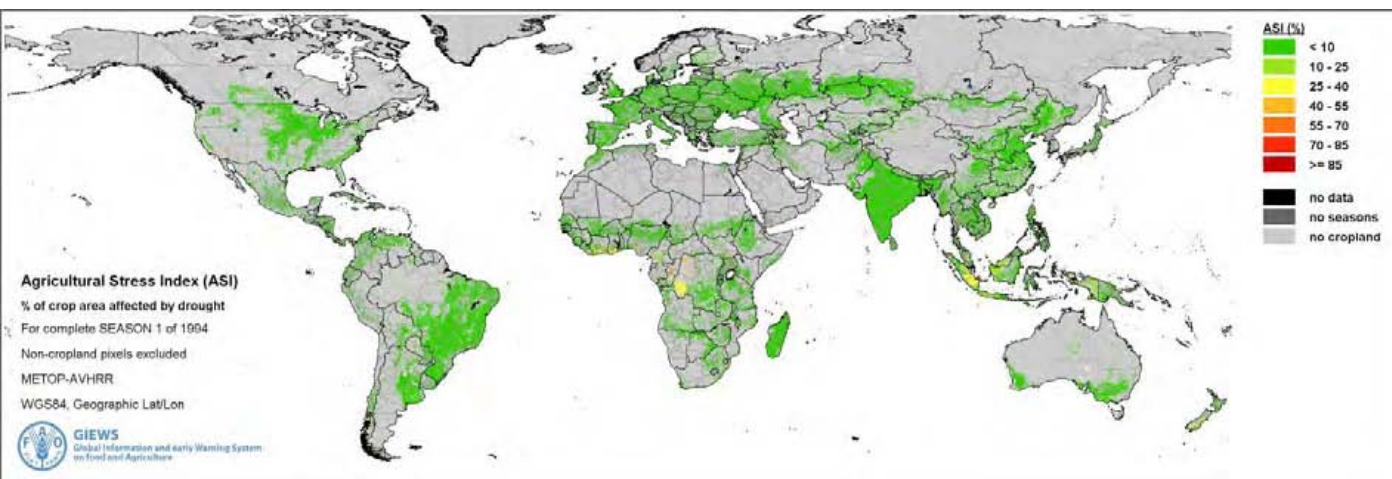 ASI (%)
< 10
10 - 25
25 - 40
40 - 55
55 - 70
70 - 85
>= 85
no data
no seasons
no cropland
Agricultural Stress Index (ASI)
% of crop area affected by drought
For complete SEASON 1 of 1994
Non-cropland pixels excluded
METOP-AVHRR
WGS84, Geographic Lat/Lon
FAO
GIEWS
Global Information and early Warning System
on food and Agriculture